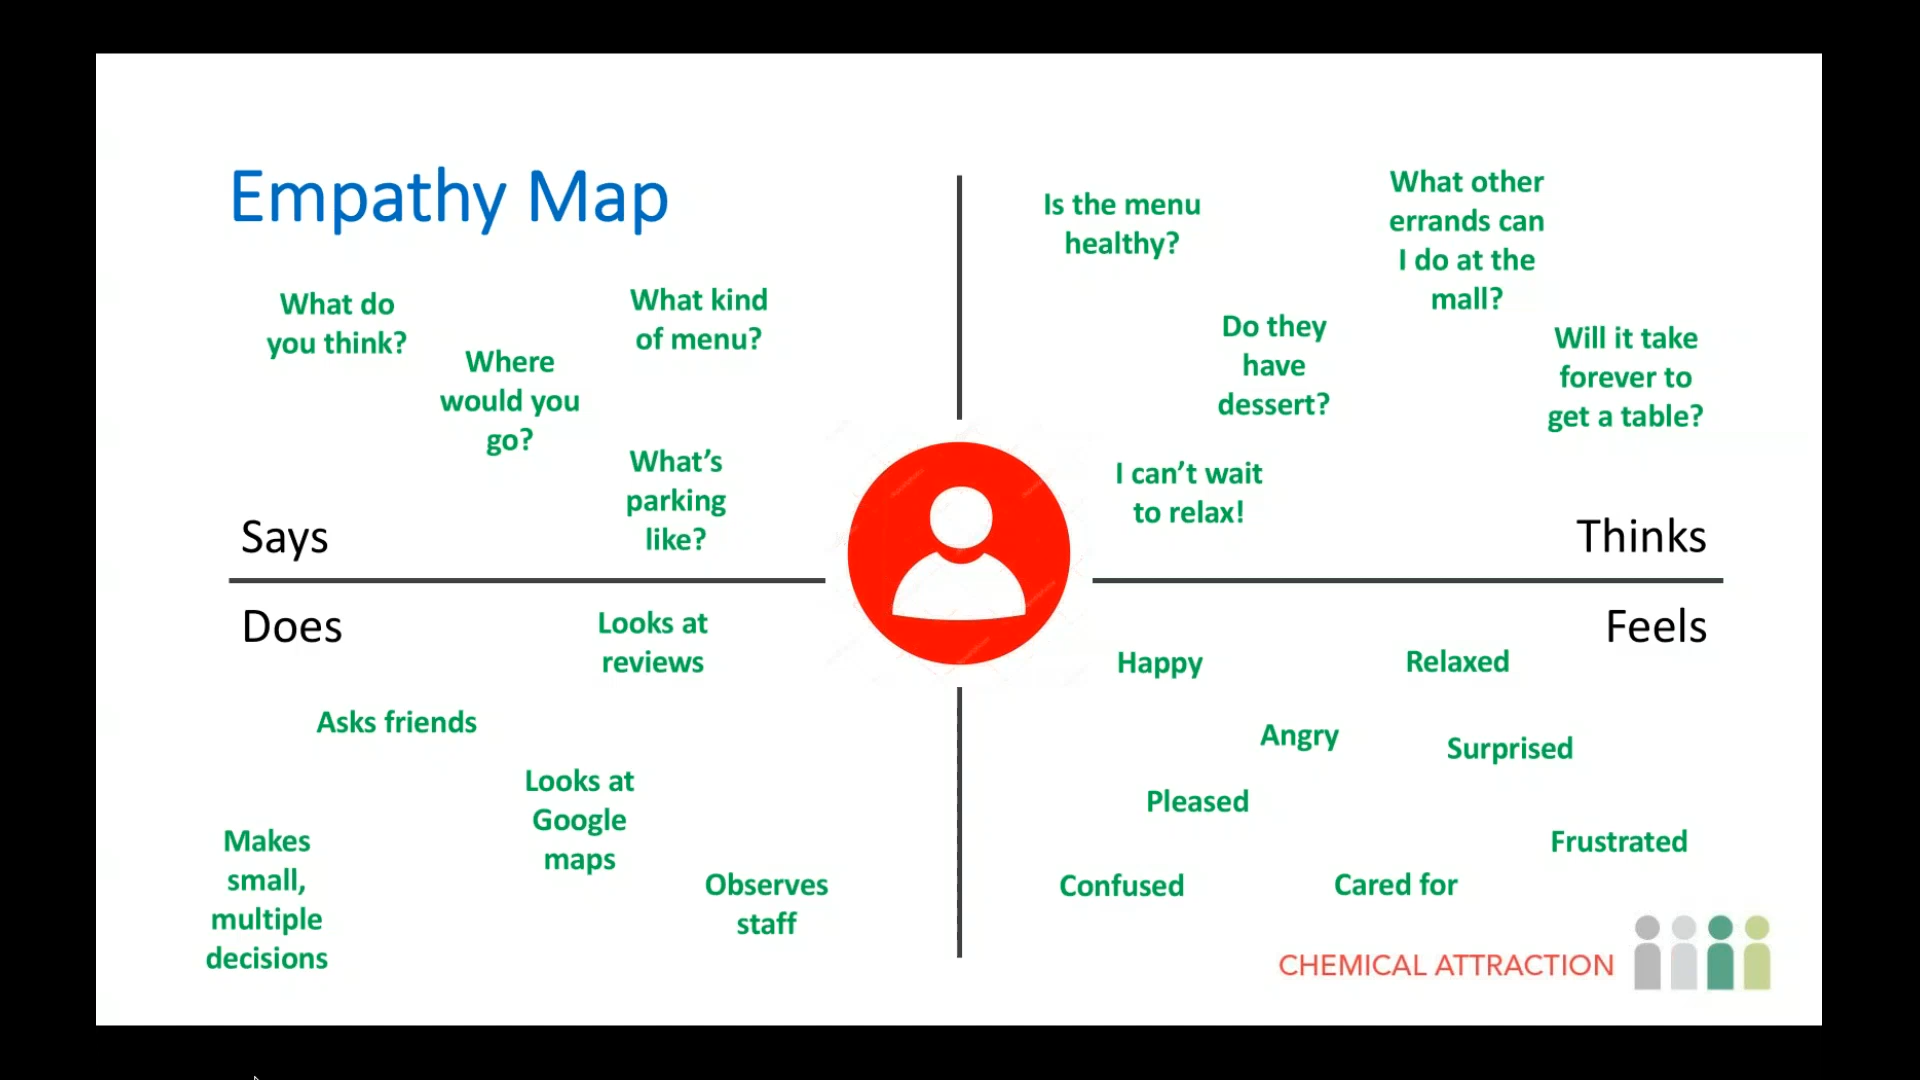 Empathy Map
What do
you think?
Where
would you
go?
What kind
of menu?
What’s
parking
like?
Says
Is the menu
healthy?
What other
errands can
I do at the
mall?
Do they
have
dessert?
Will it take
forever to
get a table?
I can’t wait
to relax!
Thinks
Does
Looks at
reviews
Asks friends
Looks at
Google
maps
Makes
small,
multiple
decisions
Observes
staff
Feels
Happy
Relaxed
Angry
Surprised
Pleased
Frustrated
Confused
Cared for
CHEMICAL ATTRACTION